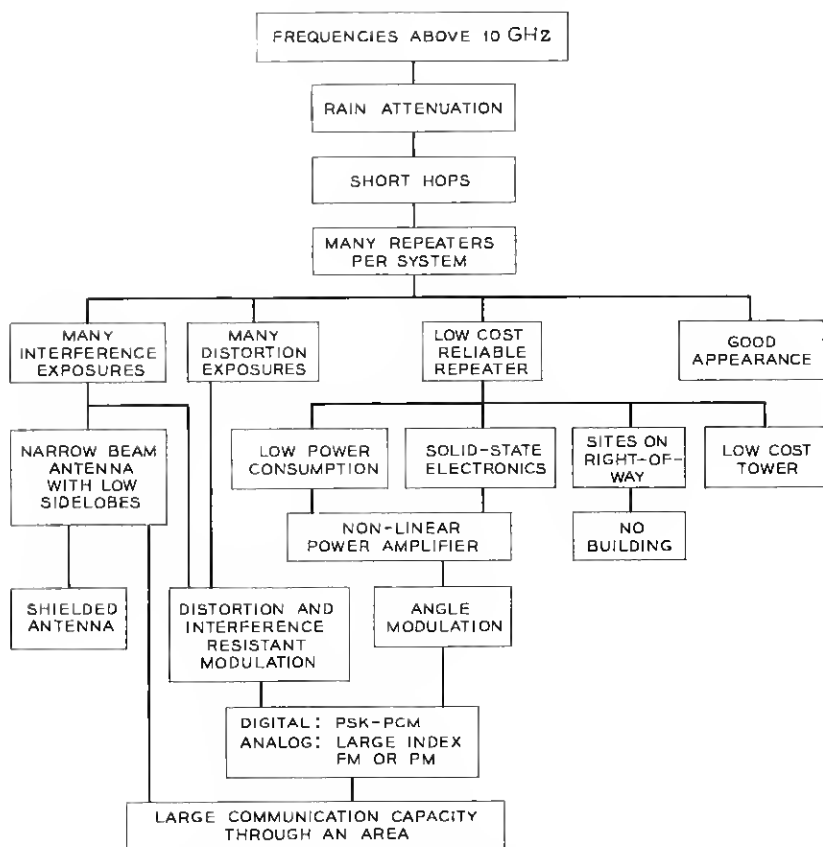 FREQUENCIES ABOVE 10 GHz
RAIN ATTENUATION
SHORT HOPS
MANY REPEATERS
PER SYSTEM
MANY
INTERFERENCE
EXPOSURES
MANY
DISTORTION
EXPOSURES
LOW COST
RELIABLE
REPEATER
GOOD
APPEARANCE
NARROW BEAM
ANTENNA
WITH LOW
SIDELOBES
LOW POWER
CONSUMPTION
SOLID-STATE
ELECTRONICS
SITES ON
RIGHT-OF-
WAY
LOW COST
TOWER
NON-LINEAR
POWER AMPLIFIER
NO
BUILDING
SHIELDED
ANTENNA
DISTORTION AND
INTERFERENCE
RESISTANT
MODULATION
ANGLE
MODULATION
DIGITAL: PSK-PCM
ANALOG: LARGE INDEX
FM OR PM
LARGE COMMUNICATION CAPACITY
THROUGH AN AREA